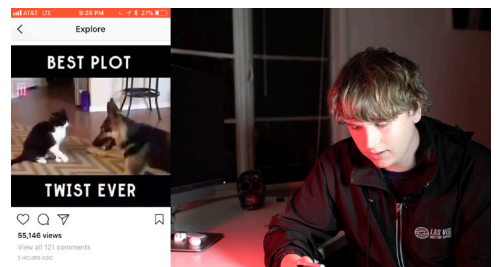 AT&T LTE 9:24 PM 27%
Explore
BEST PLOT
TWIST EVER
55,146 views
View all 121 comments
5 HOURS AGO
LAS VE